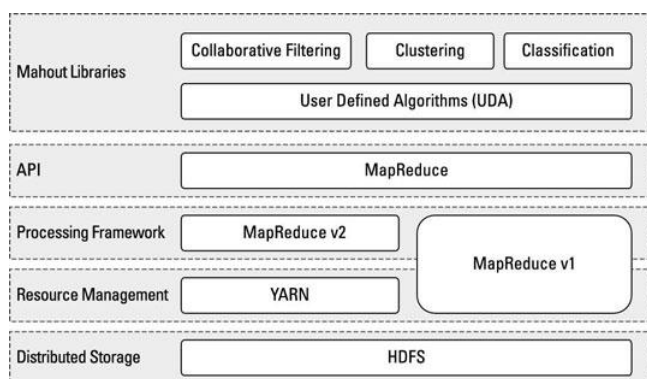 Collaborative Filtering Clustering Classification
Mahout Libraries
User Defined Algorithms (UDA)
API MapReduce
Processing Framework MapReduce v2
MapReduce v1
Resource Management YARN
Distributed Storage HDFS